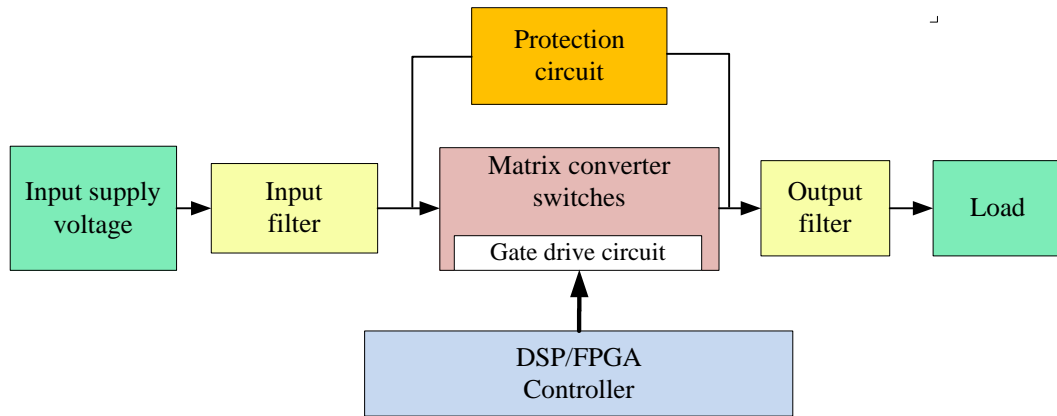 Protection
circuit
Input supply
voltage
Input
filter
Matrix converter
switches
Gate drive circuit
Output
filter
Load
DSP/FPGA
Controller